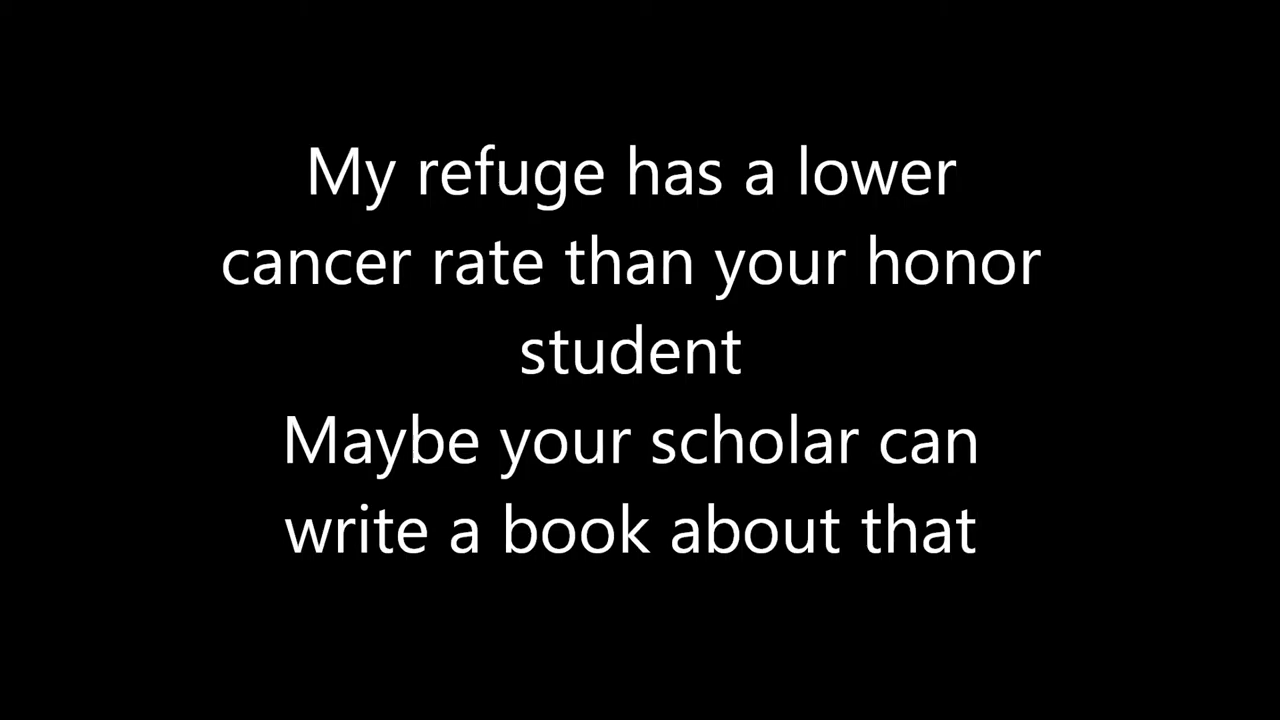 My refuge has a lower
cancer rate than your honor
student
Maybe your scholar can
write a book about that